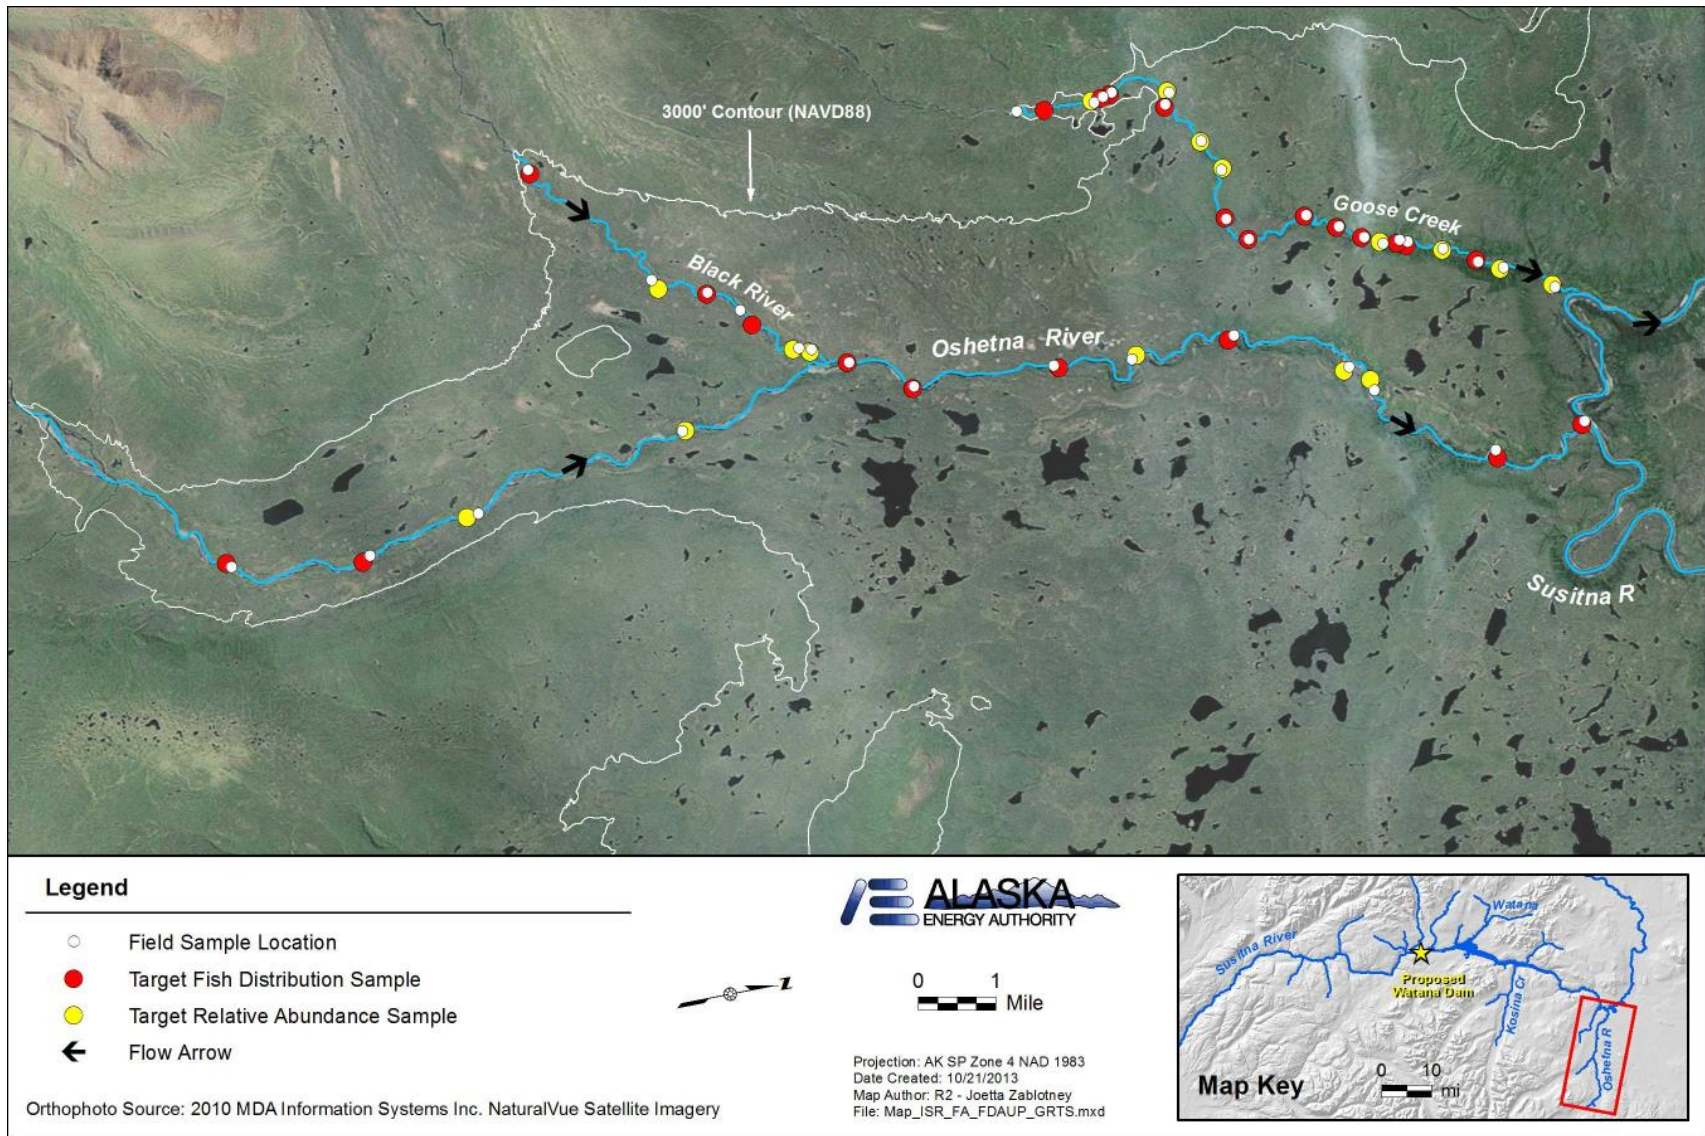 3000' Contour (NAVD88)
Goose Creek
Black River
Oshetna River
Susitna R
Legend
Field Sample Location
Target Fish Distribution Sample
Target Relative Abundance Sample
Flow Arrow
Orthophoto Source: 2010 MDA Information Systems Inc. NaturalVue Satellite Imagery
ALASKA
ENERGY AUTHORITY
Z
0 1
Mile
Projection: AK SP Zone 4 NAD 1983
Date Created: 10/21/2013
Map Author: R2 - Joetta Zablotney
File: Map_ISR_FA_FDAUP_GRTS.mxd
Watana
Susitna River
Proposed
Watana Dam
Kosina Cr
Oshetna R
Map Key
0 10
mi